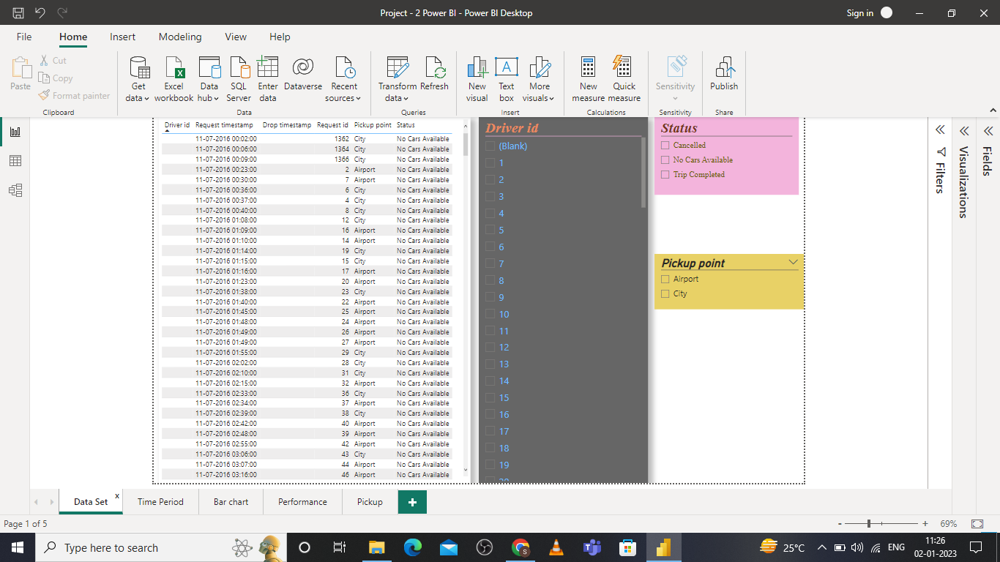 Project - 2 Power BI - Power BI Desktop
Sign in
File Home Insert Modeling View Help
Paste
Cut
Copy
Format painter
Get data
Excel workbook
Data hub
SQL Server
Enter data
Dataverse
Recent sources
Transform data
Refresh
New visual
Text box
More visuals
New measure
Quick measure
Sensitivity
Publish
Clipboard Data Queries Insert Calculations Sensitivity Share
Driver id Request timestamp Drop timestamp Request id Pickup point Status
11-07-2016 00:02:00 1362 City No Cars Available
11-07-2016 00:06:00 1364 City No Cars Available
11-07-2016 00:09:00 1366 City No Cars Available
11-07-2016 00:23:00 2 Airport No Cars Available
11-07-2016 00:30:00 7 Airport No Cars Available
11-07-2016 00:36:00 6 City No Cars Available
11-07-2016 00:37:00 4 City No Cars Available
11-07-2016 00:40:00 8 City No Cars Available
11-07-2016 01:08:00 12 City No Cars Available
11-07-2016 01:09:00 16 Airport No Cars Available
11-07-2016 01:10:00 14 Airport No Cars Available
11-07-2016 01:14:00 19 City No Cars Available
11-07-2016 01:15:00 15 City No Cars Available
11-07-2016 01:16:00 17 Airport No Cars Available
11-07-2016 01:23:00 20 Airport No Cars Available
11-07-2016 01:38:00 23 City No Cars Available
11-07-2016 01:40:00 22 Airport No Cars Available
11-07-2016 01:45:00 25 Airport No Cars Available
11-07-2016 01:48:00 24 Airport No Cars Available
11-07-2016 01:49:00 26 Airport No Cars Available
11-07-2016 01:49:00 27 Airport No Cars Available
11-07-2016 01:55:00 29 City No Cars Available
11-07-2016 02:02:00 28 City No Cars Available
11-07-2016 02:10:00 31 City No Cars Available
11-07-2016 02:15:00 32 Airport No Cars Available
11-07-2016 02:33:00 36 City No Cars Available
11-07-2016 02:34:00 37 Airport No Cars Available
11-07-2016 02:39:00 38 City No Cars Available
11-07-2016 02:42:00 40 Airport No Cars Available
11-07-2016 02:48:00 39 Airport No Cars Available
11-07-2016 02:55:00 42 Airport No Cars Available
11-07-2016 03:06:00 43 City No Cars Available
11-07-2016 03:07:00 44 Airport No Cars Available
11-07-2016 03:16:00 46 Airport No Cars Available
Driver id
(Blank)
1
2
3
4
5
6
7
8
9
10
11
12
13
14
15
16
17
18
19
20
Status
Cancelled
No Cars Available
Trip Completed
Pickup point
Airport
City
Filters
Visualizations
Fields
Data Set x Time Period Bar chart Performance Pickup +
Page 1 of 5
- + 69%
Type here to search
S
25°C
ENG
11:26
02-01-2023